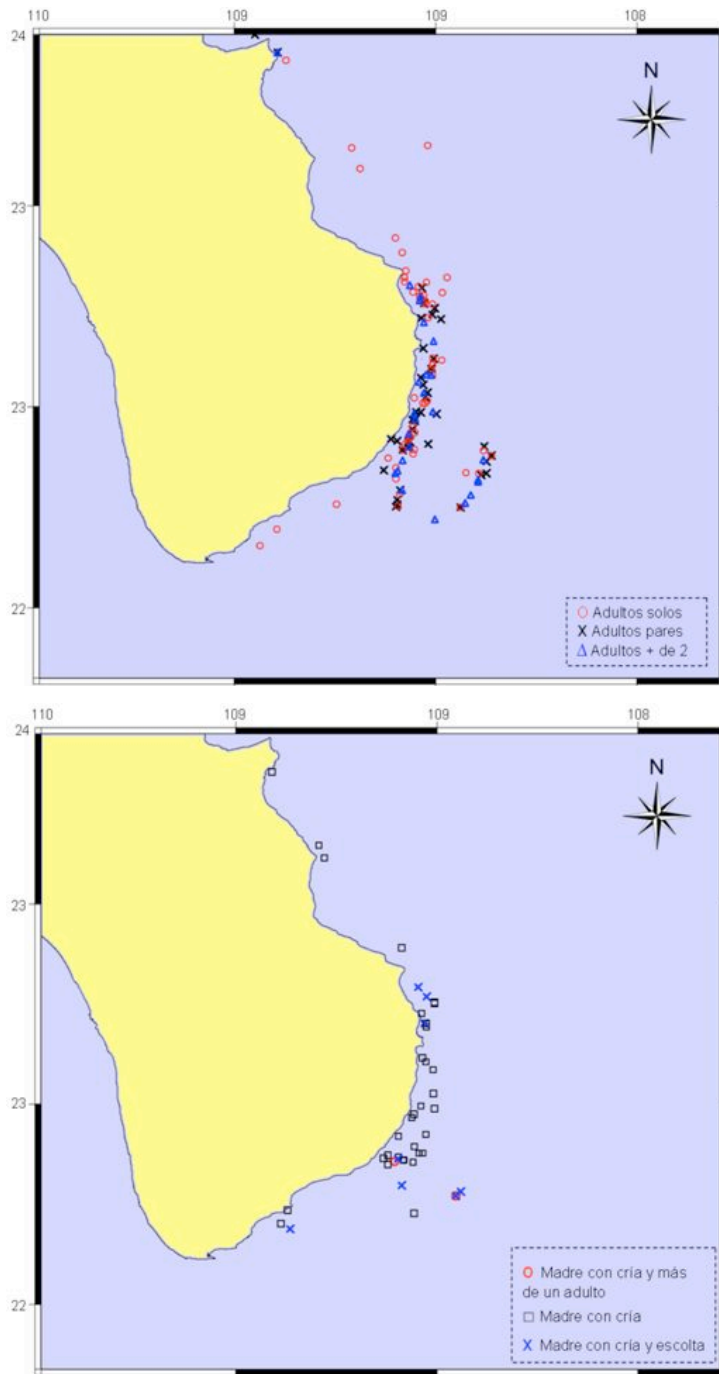 110 109 109 108
24
N
23
23
22
Adultos solos
Adultos pares
Adultos + de 2
110 109 109 108
24
N
23
23
22
Madre con cría y más
de un adulto
Madre con cría
Madre con cría y escolta